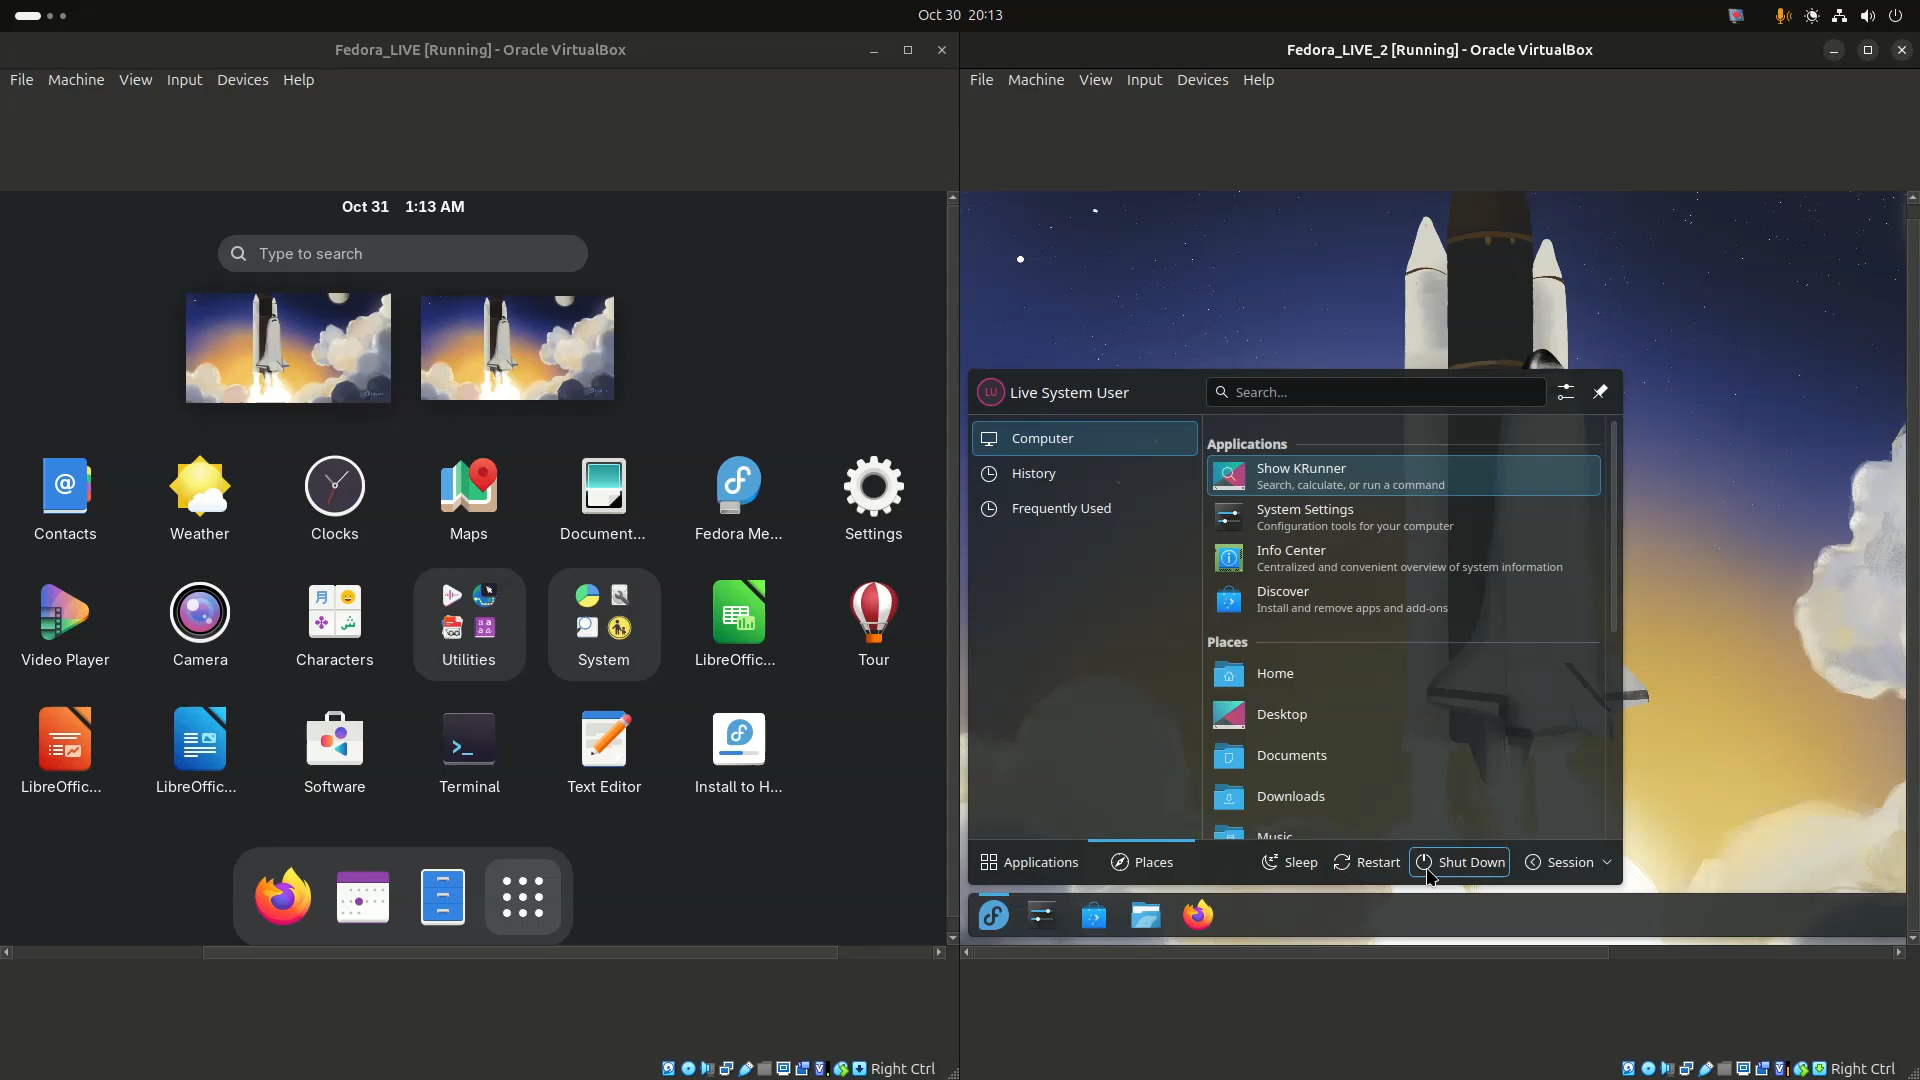 Oct 30 20:13
Fedora_LIVE [Running] - Oracle VirtualBox
File Machine View Input Devices Help
Oct 31 1:13 AM
Type to search
Contacts
Weather
Clocks
Maps
Document...
Fedora Me...
Settings
Video Player
Camera
Characters
Utilities
System
LibreOffic...
Tour
LibreOffic...
LibreOffic...
Software
Terminal
Text Editor
Install to H...
Right Ctrl
Fedora_LIVE_2 [Running] - Oracle VirtualBox
File Machine View Input Devices Help
LU Live System User
Search...
Computer
History
Frequently Used
Applications
Show KRunner
Search, calculate, or run a command
System Settings
Configuration tools for your computer
Info Center
Centralized and convenient overview of system information
Discover
Install and remove apps and add-ons
Places
Home
Desktop
Documents
Downloads
Music
Applications Places Sleep Restart Shut Down Session
Right Ctrl